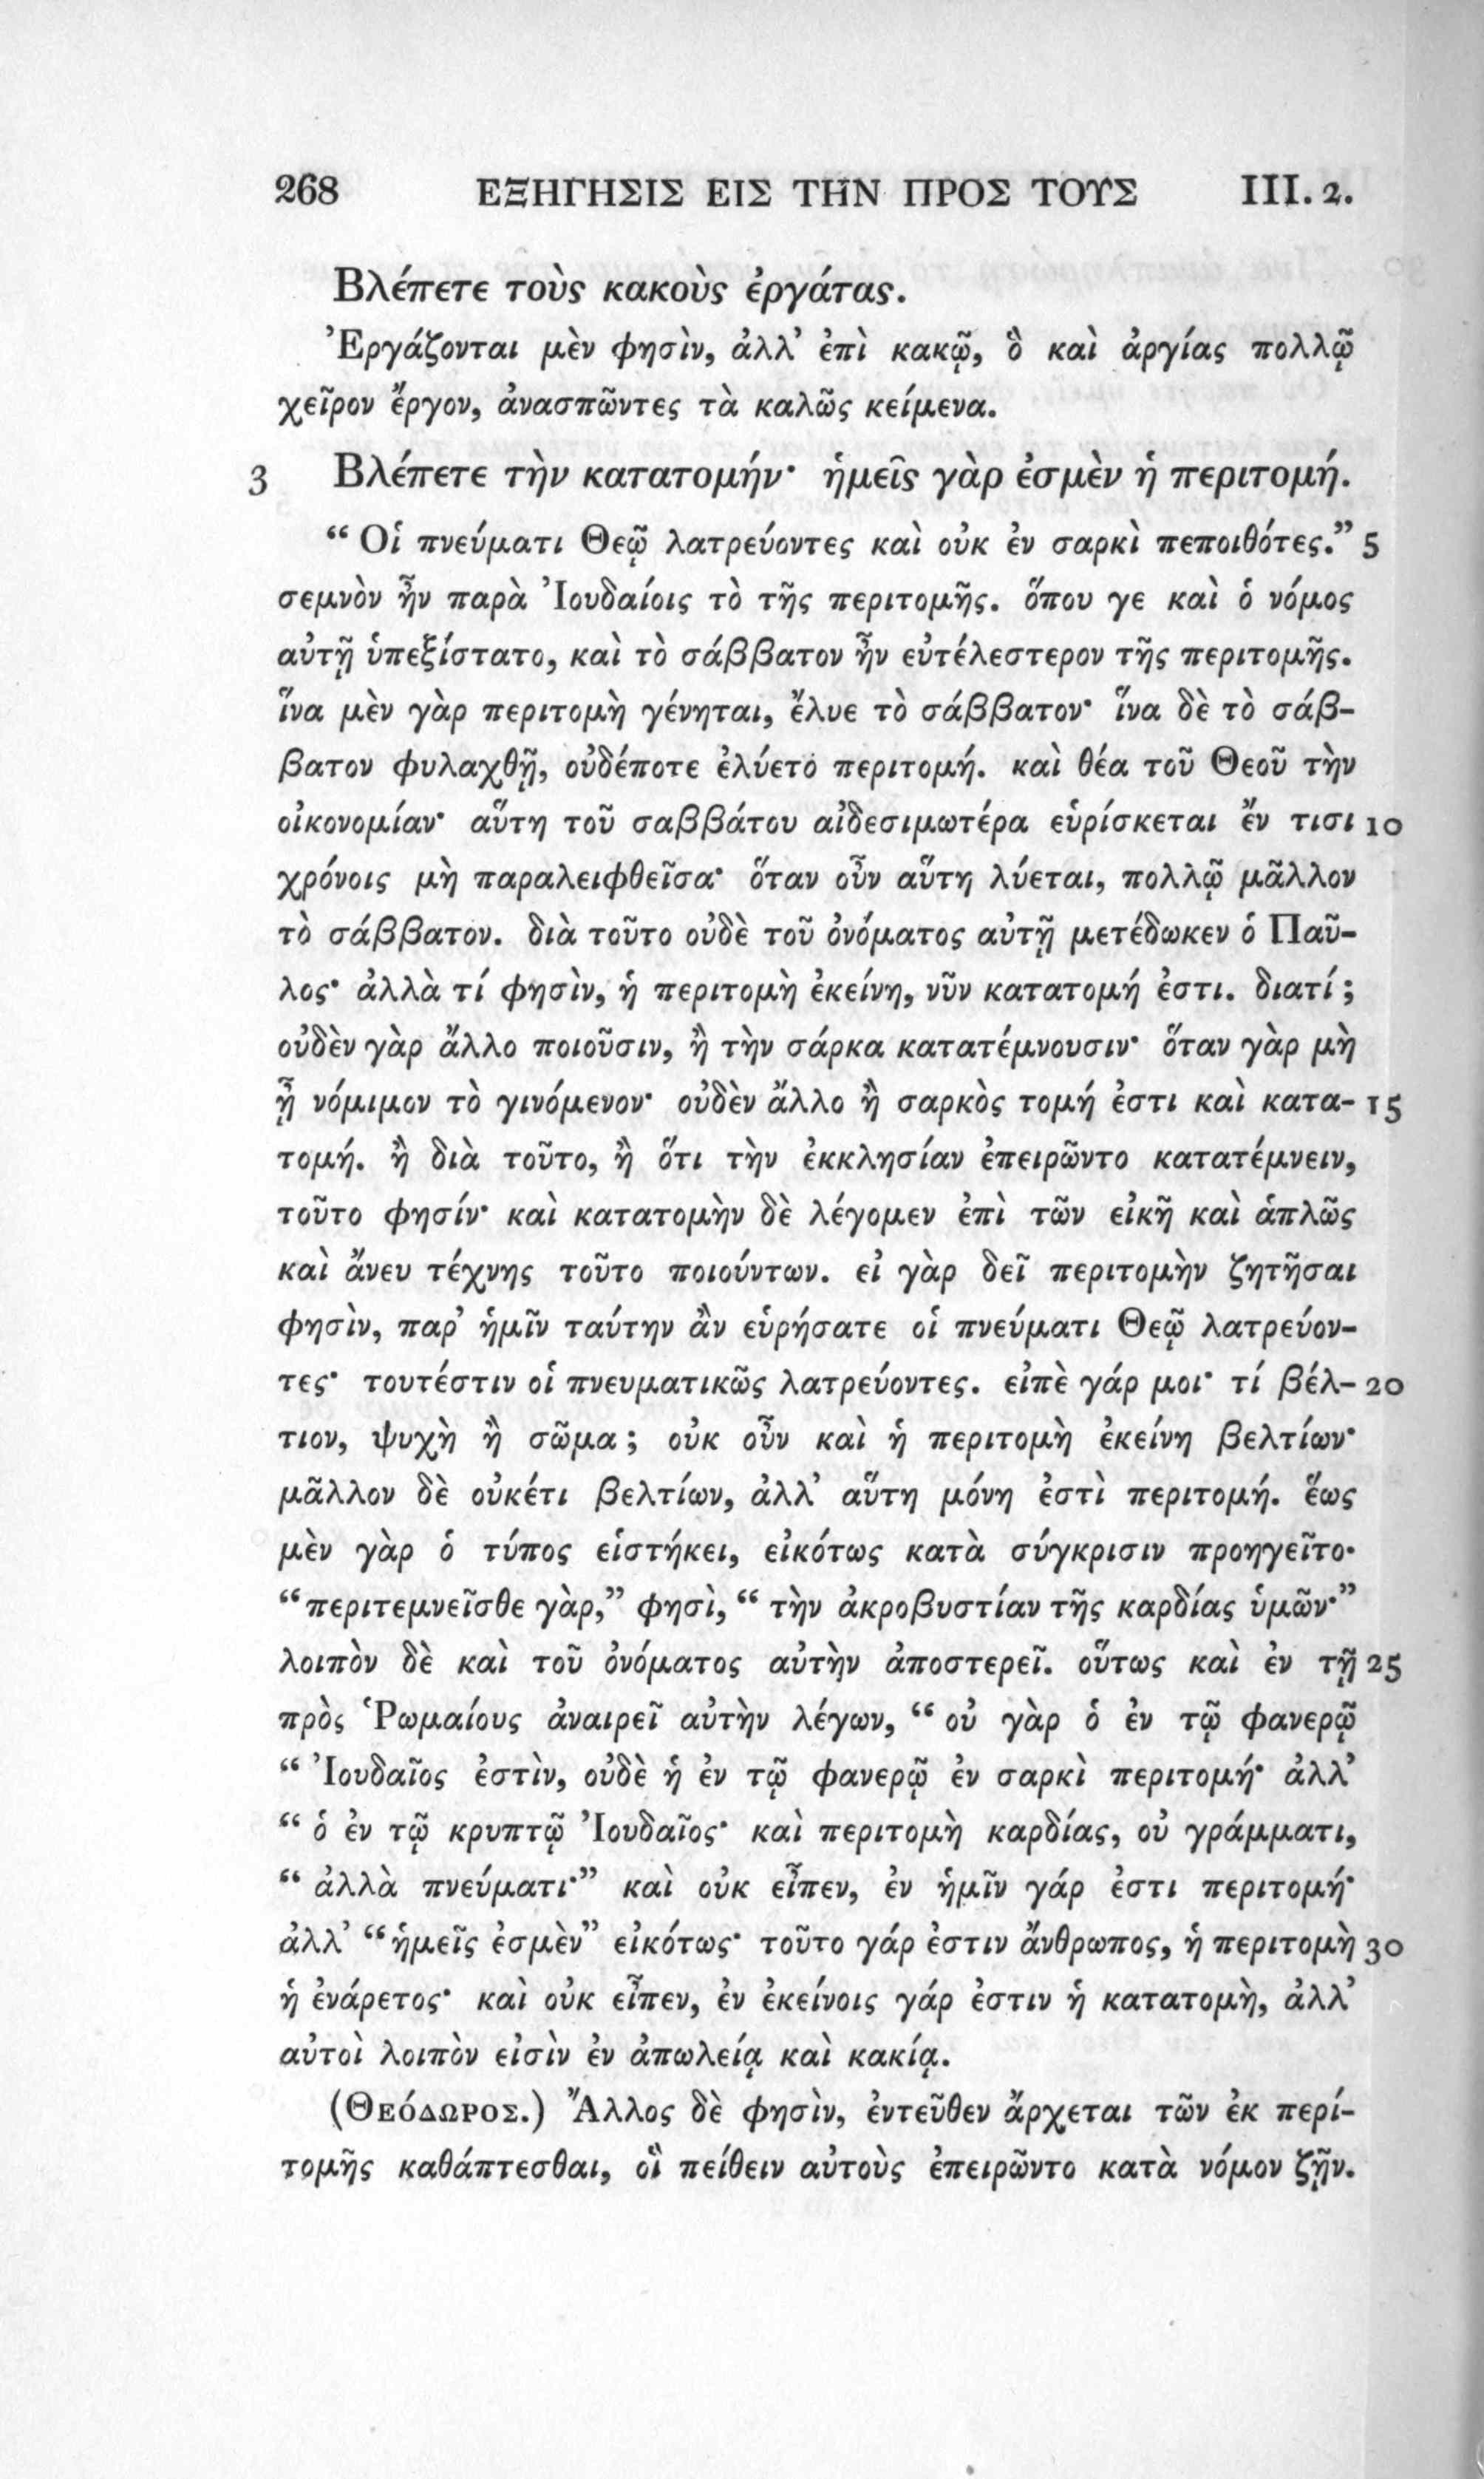 268 ΕΞΗΓΗΣΙΣ ΕΙΣ ΤΗΝ ΠΡΟΣ ΤΟΥΣ III. 2.
Βλέπετε τοὺς κακοὺς ἐργάτας.
Ἐργάζονται μὲν φησὶν, ἀλλ’ ἐπὶ κακῷ, ὃ καὶ ἀργίας πολλῷ
χεῖρον ἔργον, ἀνασπῶντες τὰ καλῶς κείμενα.
3 Βλέπετε τὴν κατατομήν· ἡμεῖς γὰρ ἐσμὲν ἡ περιτομή.
“ Οἱ πνεύματι Θεῷ λατρεύοντες καὶ οὐκ ἐν σαρκὶ πεποιθότες.” 5
σεμνὸν ἦν παρὰ Ἰουδαίοις τὸ τῆς περιτομῆς. ὅπου γε καὶ ὁ νόμος
αὐτῇ ὑπεξίστατο, καὶ τὸ σάββατον ἦν εὐτέλεστερον τῆς περιτομῆς.
ἵνα μὲν γὰρ περιτομὴ γένηται, ἔλυε τὸ σάββατον· ἵνα δὲ τὸ σάβ-
βατον φυλαχθῇ, οὐδέποτε ἐλύετο περιτομή. καὶ θέα τοῦ Θεοῦ τὴν
οἰκονομίαν· αὕτη τοῦ σαββάτου αἰδεσιμωτέρα εὑρίσκεται ἔν τισι 10
χρόνοις μὴ παραλειφθεῖσα· ὅταν οὖν αὕτη λύεται, πολλῷ μᾶλλον
τὸ σάββατον. διὰ τοῦτο οὐδὲ τοῦ ὀνόματος αὐτῇ μετέδωκεν ὁ Παῦ-
λος· ἀλλὰ τί φησὶν, ἡ περιτομὴ ἐκείνη, νῦν κατατομή ἐστι. διατί ;
οὐδὲν γὰρ ἄλλο ποιοῦσιν, ἢ τὴν σάρκα κατατέμνουσιν· ὅταν γὰρ μὴ
ᾖ νόμιμον τὸ γινόμενον· οὐδὲν ἄλλο ἢ σαρκὸς τομή ἐστι καὶ κατα- 15
τομή. ἢ διὰ τοῦτο, ἢ ὅτι τὴν ἐκκλησίαν ἐπειρῶντο κατατέμνειν,
τοῦτο φησίν· καὶ κατατομὴν δὲ λέγομεν ἐπὶ τῶν εἰκῆ καὶ ἁπλῶς
καὶ ἄνευ τέχνης τοῦτο ποιούντων. εἰ γὰρ δεῖ περιτομὴν ζητῆσαι
φησὶν, παρ’ ἡμῖν ταύτην ἂν εὑρήσατε οἱ πνεύματι Θεῷ λατρεύον-
τες· τουτέστιν οἱ πνευματικῶς λατρεύοντες. εἰπὲ γάρ μοι· τί βέλ- 20
τιον, ψυχὴ ἢ σῶμα ; οὐκ οὖν καὶ ἡ περιτομὴ ἐκείνη βελτίων·
μᾶλλον δὲ οὐκέτι βελτίων, ἀλλ’ αὕτη μόνη ἐστὶ περιτομή. ἕως
μὲν γὰρ ὁ τύπος εἱστήκει, εἰκότως κατὰ σύγκρισιν προηγεῖτο·
“περιτεμνεῖσθε γὰρ,” φησὶ, “ τὴν ἀκροβυστίαν τῆς καρδίας ὑμῶν·”
λοιπὸν δὲ καὶ τοῦ ὀνόματος αὐτὴν ἀποστερεῖ. οὕτως καὶ ἐν τῇ 25
πρὸς Ῥωμαίους ἀναιρεῖ αὐτὴν λέγων, “ οὐ γὰρ ὁ ἐν τῷ φανερῷ
“ Ἰουδαῖος ἐστὶν, οὐδὲ ἡ ἐν τῷ φανερῷ ἐν σαρκὶ περιτομή· ἀλλ’
“ ὁ ἐν τῷ κρυπτῷ Ἰουδαῖος· καὶ περιτομὴ καρδίας, οὐ γράμματι,
“ ἀλλὰ πνεύματι·” καὶ οὐκ εἶπεν, ἐν ἡμῖν γάρ ἐστι περιτομή·
ἀλλ’ “ἡμεῖς ἐσμὲν” εἰκότως· τοῦτο γάρ ἐστιν ἄνθρωπος, ἡ περιτομὴ 30
ἡ ἐνάρετος· καὶ οὐκ εἶπεν, ἐν ἐκείνοις γάρ ἐστιν ἡ κατατομὴ, ἀλλ’
αὐτοὶ λοιπὸν εἰσὶν ἐν ἀπωλείᾳ καὶ κακίᾳ.
(Θεόδωρος.) Ἄλλος δὲ φησὶν, ἐντεῦθεν ἄρχεται τῶν ἐκ περί-
τομῆς καθάπτεσθαι, οἳ πείθειν αὐτοὺς ἐπειρῶντο κατὰ νόμον ζῇν.